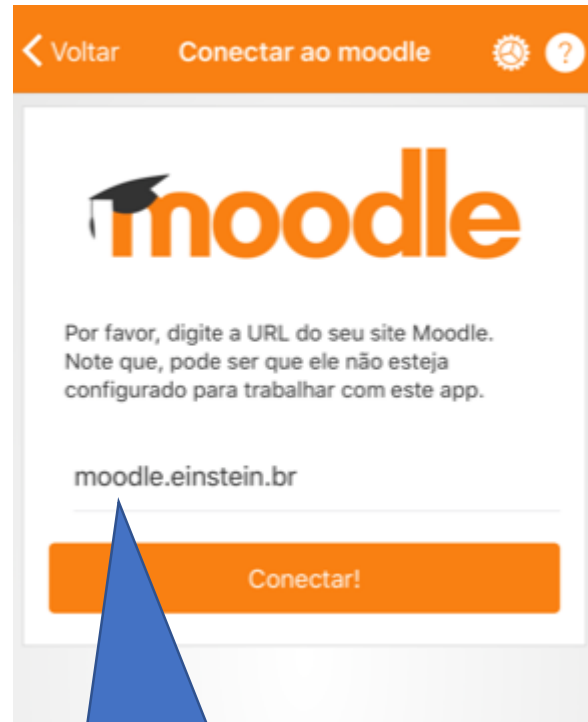 Voltar Conectar ao moodle ?
moodle
Por favor, digite a URL do seu site Moodle.
Note que, pode ser que ele não esteja
configurado para trabalhar com este app.
moodle.einstein.br
Conectar!